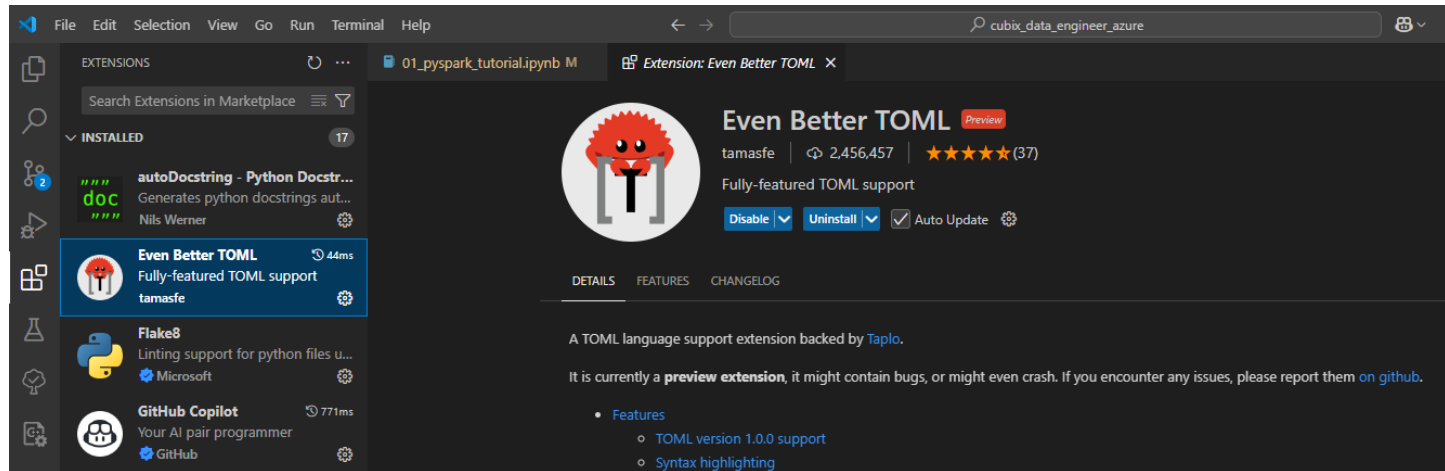 File Edit Selection View Go Run Terminal Help
cubix_data_engineer_azure
EXTENSIONS
01_pyspark_tutorial.ipynb M
Extension: Even Better TOML
Search Extensions in Marketplace
INSTALLED
17
2
"""
doc
"""
autoDocstring - Python Docstr...
Generates python docstrings aut...
Nils Werner
T
Even Better TOML
44ms
Fully-featured TOML support
tamasfe
Flake8
Linting support for python files u...
Microsoft
GitHub Copilot
771ms
Your AI pair programmer
GitHub
T
Even Better TOML Preview
tamasfe 2,456,457 (37)
Fully-featured TOML support
Disable Uninstall Auto Update
DETAILS FEATURES CHANGELOG
A TOML language support extension backed by Taplo.
It is currently a preview extension, it might contain bugs, or might even crash. If you encounter any issues, please report them on github.
Features
TOML version 1.0.0 support
Syntax highlighting